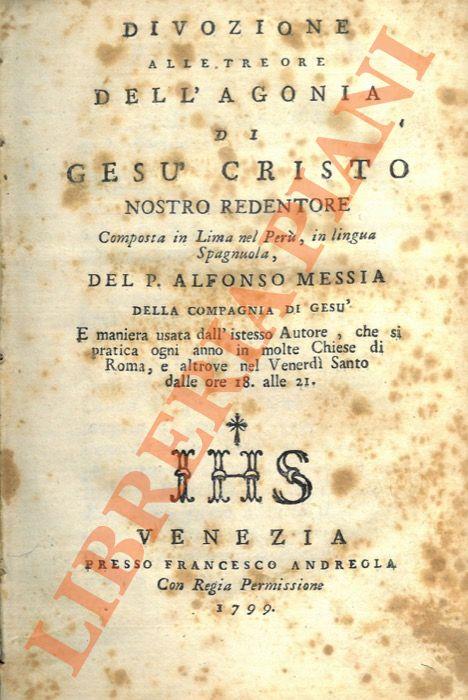 DIVOZIONE
ALLE TRE ORE
DELL'AGONIA
DI
GESU' CRISTO
NOSTRO REDENTORE
Composta in Lima nel Perù, in lingua
Spagnuola,
DEL P. ALFONSO MESSIA
DELLA COMPAGNIA DI GESU'
E maniera usata dall'istesso Autore, che si
pratica ogni anno in molte Chiese di
Roma, e altrove nel Venerdì Santo
dalle ore 18. alle 21.
IHS
VENEZIA
PRESSO FRANCESCO ANDREOLA
Con Regia Permissione
1799.
LIBRERIA PIANI